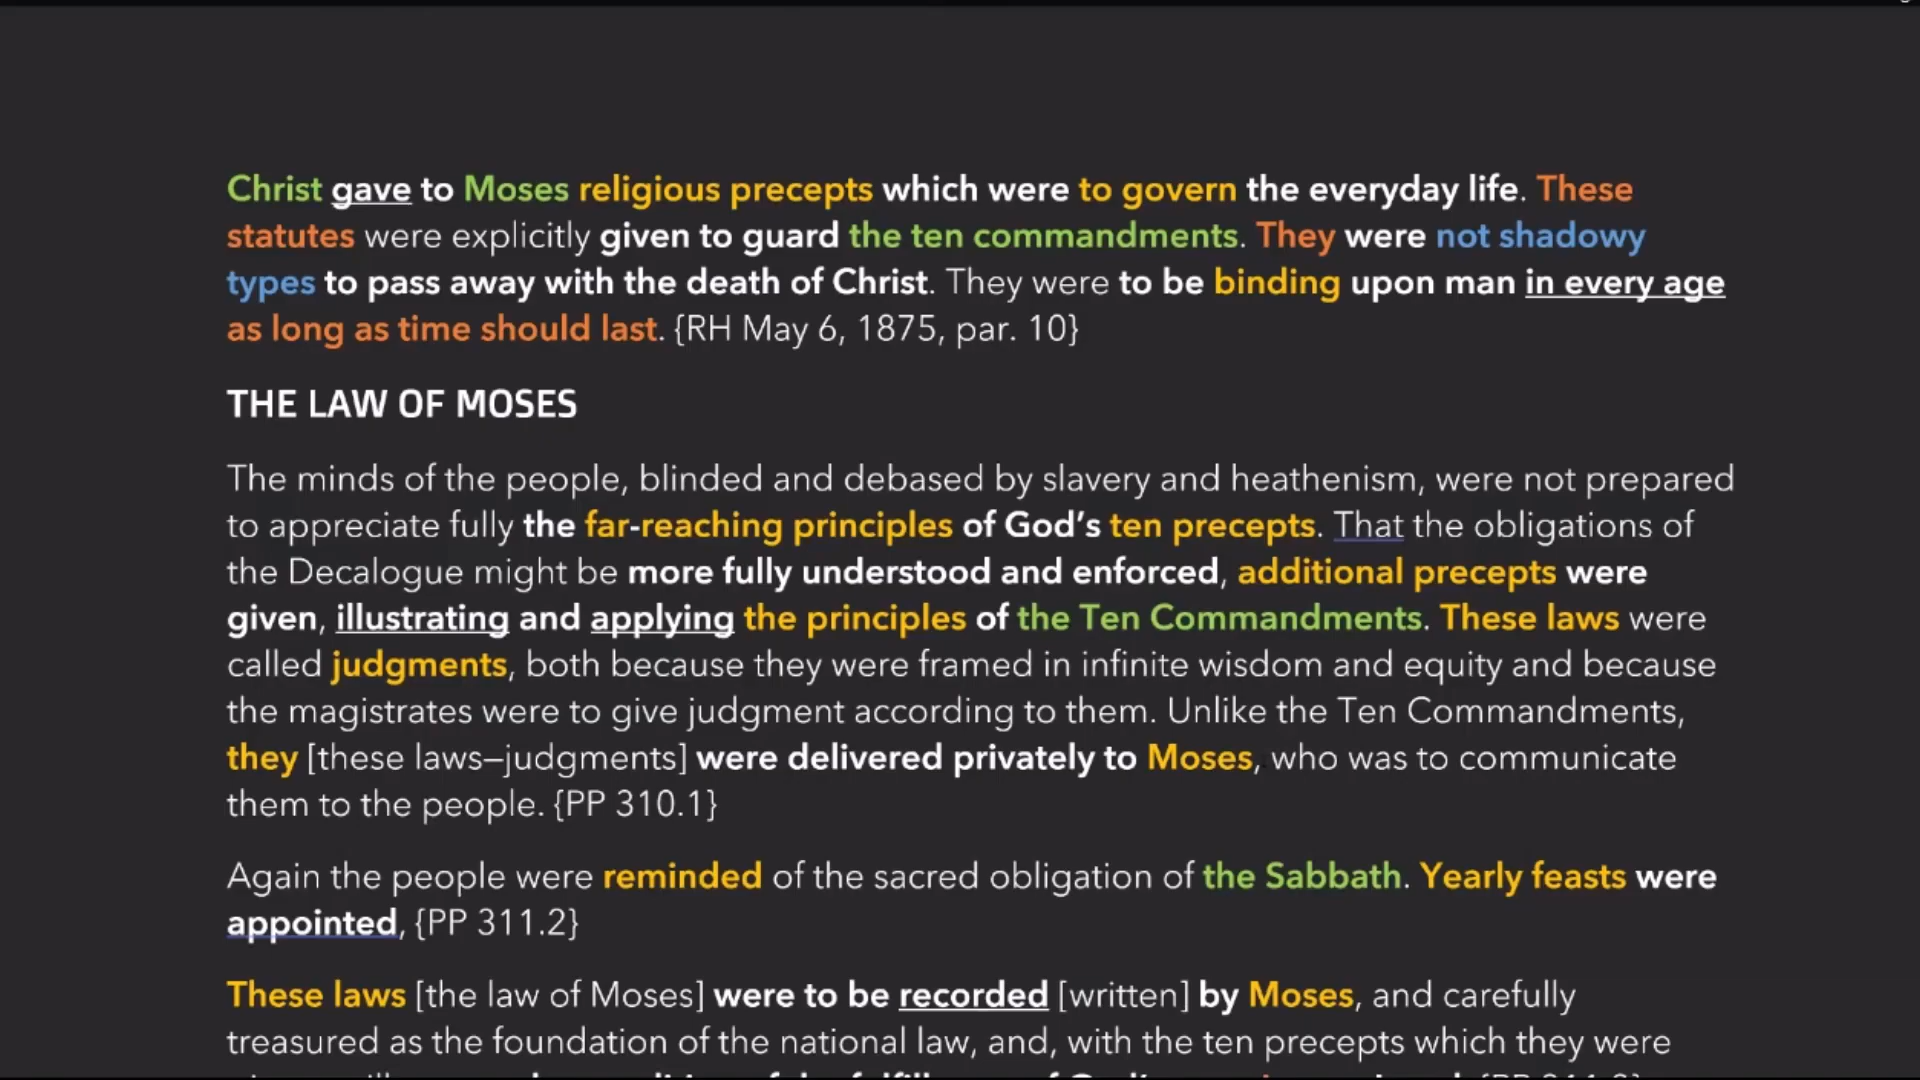 Christ gave to Moses religious precepts which were to govern the everyday life. These
statutes were explicitly given to guard the ten commandments. They were not shadowy
types to pass away with the death of Christ. They were to be binding upon man in every age
as long as time should last. {RH May 6, 1875, par. 10}
THE LAW OF MOSES
The minds of the people, blinded and debased by slavery and heathenism, were not prepared
to appreciate fully the far-reaching principles of God’s ten precepts. That the obligations of
the Decalogue might be more fully understood and enforced, additional precepts were
given, illustrating and applying the principles of the Ten Commandments. These laws were
called judgments, both because they were framed in infinite wisdom and equity and because
the magistrates were to give judgment according to them. Unlike the Ten Commandments,
they [these laws—judgments] were delivered privately to Moses, who was to communicate
them to the people. {PP 310.1}
Again the people were reminded of the sacred obligation of the Sabbath. Yearly feasts were
appointed, {PP 311.2}
These laws [the law of Moses] were to be recorded [written] by Moses, and carefully
treasured as the foundation of the national law, and, with the ten precepts which they were